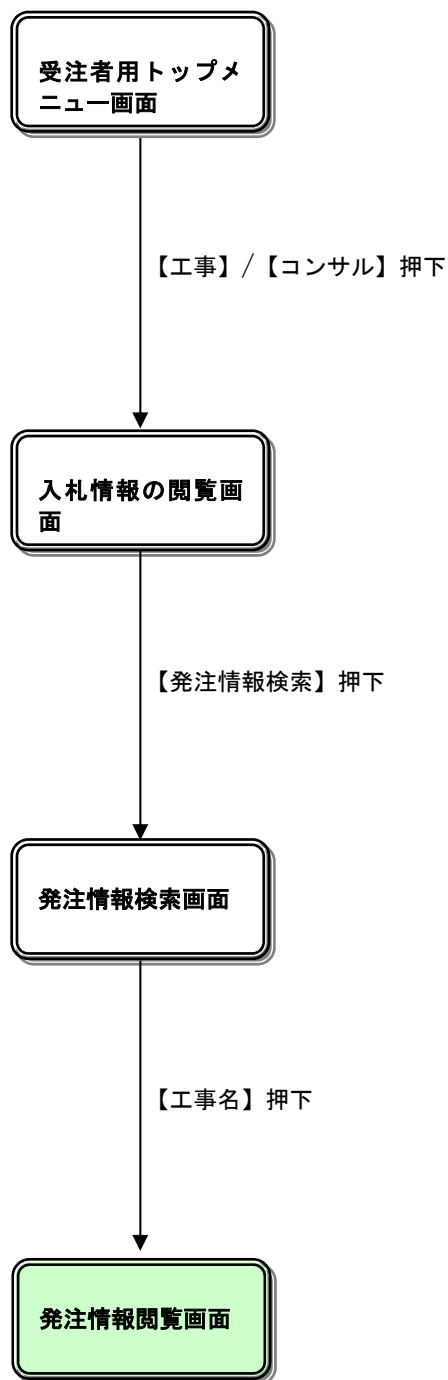 受注者用トップメ
ニュー画面
【工事】/【コンサル】押下
入札情報の閲覧画
面
【発注情報検索】押下
発注情報検索画面
【工事名】押下
発注情報閲覧画面